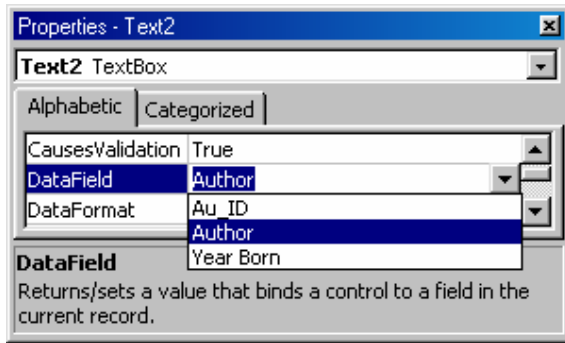 Properties - Text2
Text2 TextBox
Alphabetic Categorized
CausesValidation True
DataField Author
DataFormat Au_ID
Author
Year Born
DataField
Returns/sets a value that binds a control to a field in the
current record.